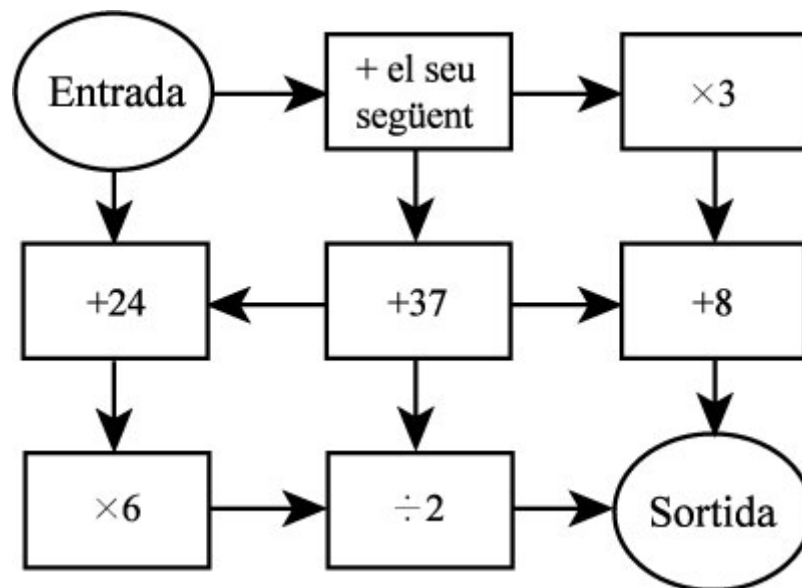 Entrada
+ el seu
següent
×3
+24
+37
+8
×6
÷2
Sortida